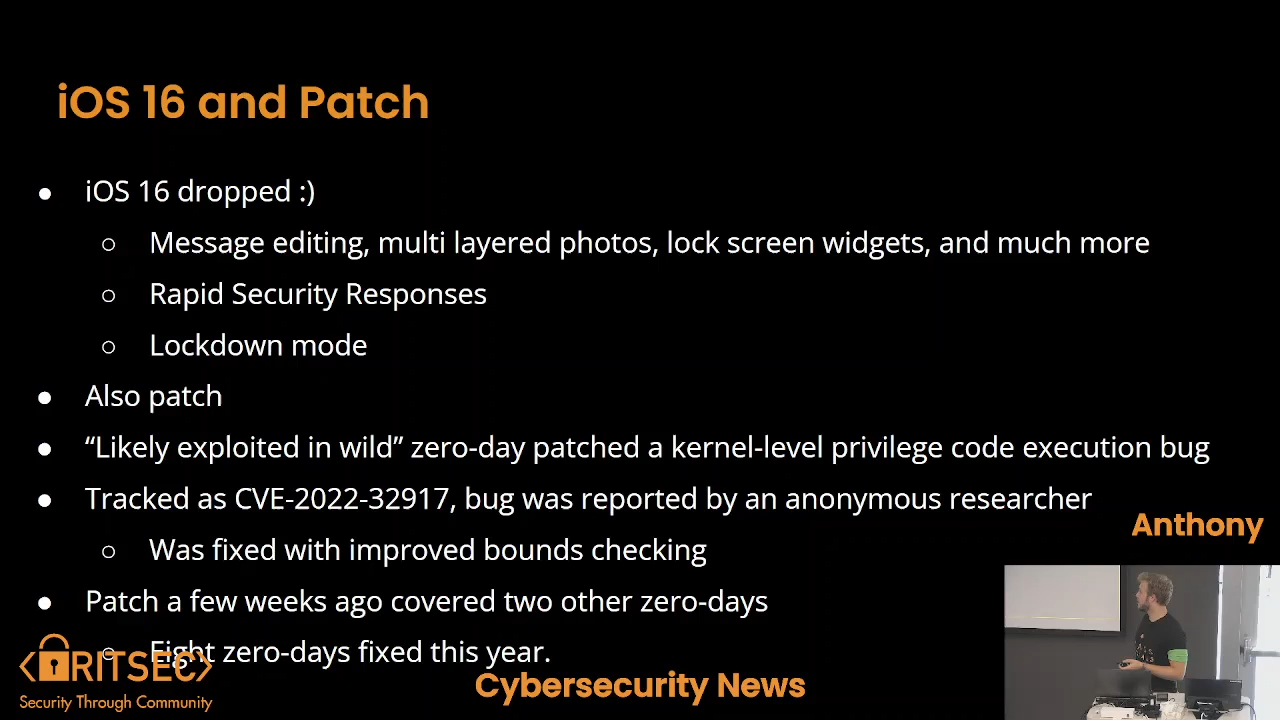 iOS 16 and Patch
● iOS 16 dropped :)
○ Message editing, multi layered photos, lock screen widgets, and much more
○ Rapid Security Responses
○ Lockdown mode
● Also patch
● “Likely exploited in wild” zero-day patched a kernel-level privilege code execution bug
● Tracked as CVE-2022-32917, bug was reported by an anonymous researcher
Anthony
○ Was fixed with improved bounds checking
● Patch a few weeks ago covered two other zero-days
○ Eight zero-days fixed this year.
RITSEC
Security Through Community
Cybersecurity News